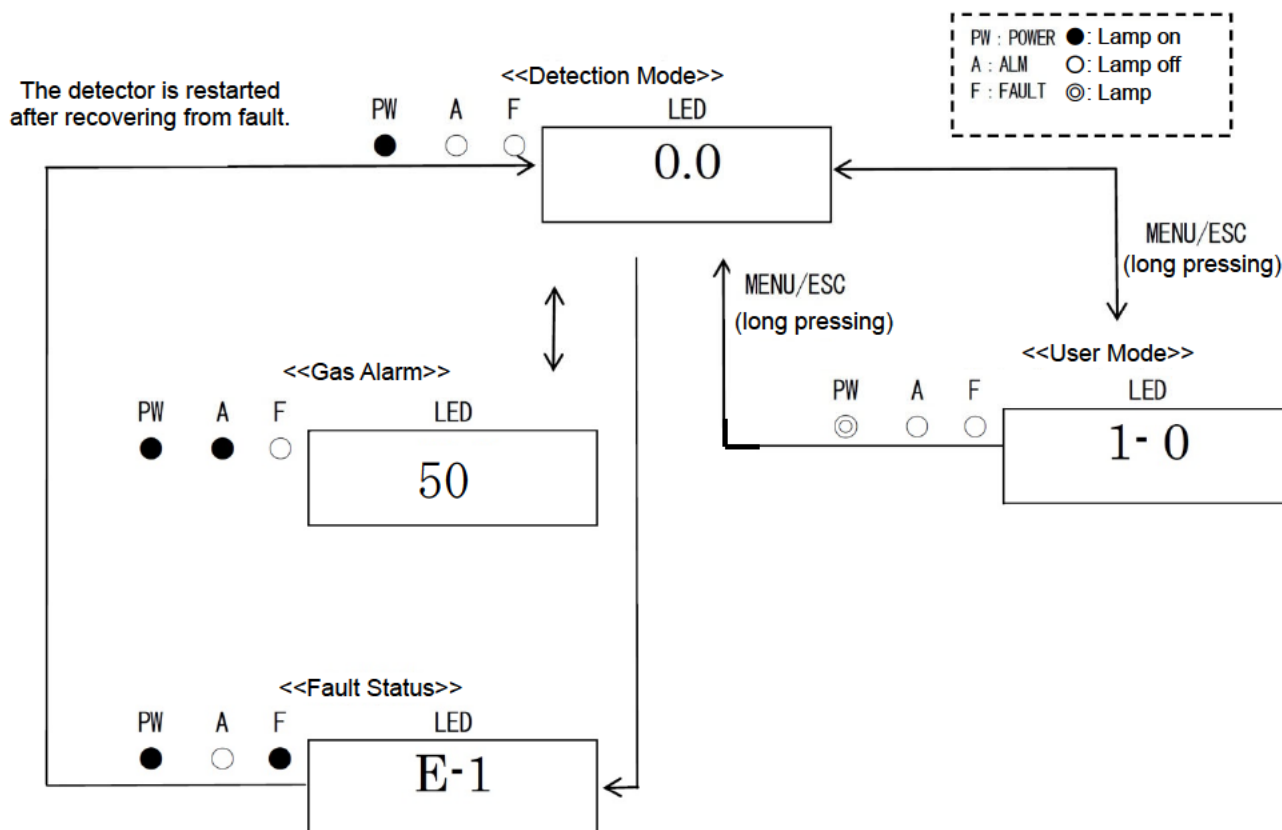 PW : POWER ●: Lamp on
A : ALM ○: Lamp off
F : FAULT ◎: Lamp
The detector is restarted
after recovering from fault.
<<Detection Mode>>
PW A F LED
0.0
MENU/ESC
(long pressing)
MENU/ESC
(long pressing)
<<User Mode>>
PW A F LED
1- 0
<<Gas Alarm>>
PW A F LED
50
<<Fault Status>>
PW A F LED
E-1